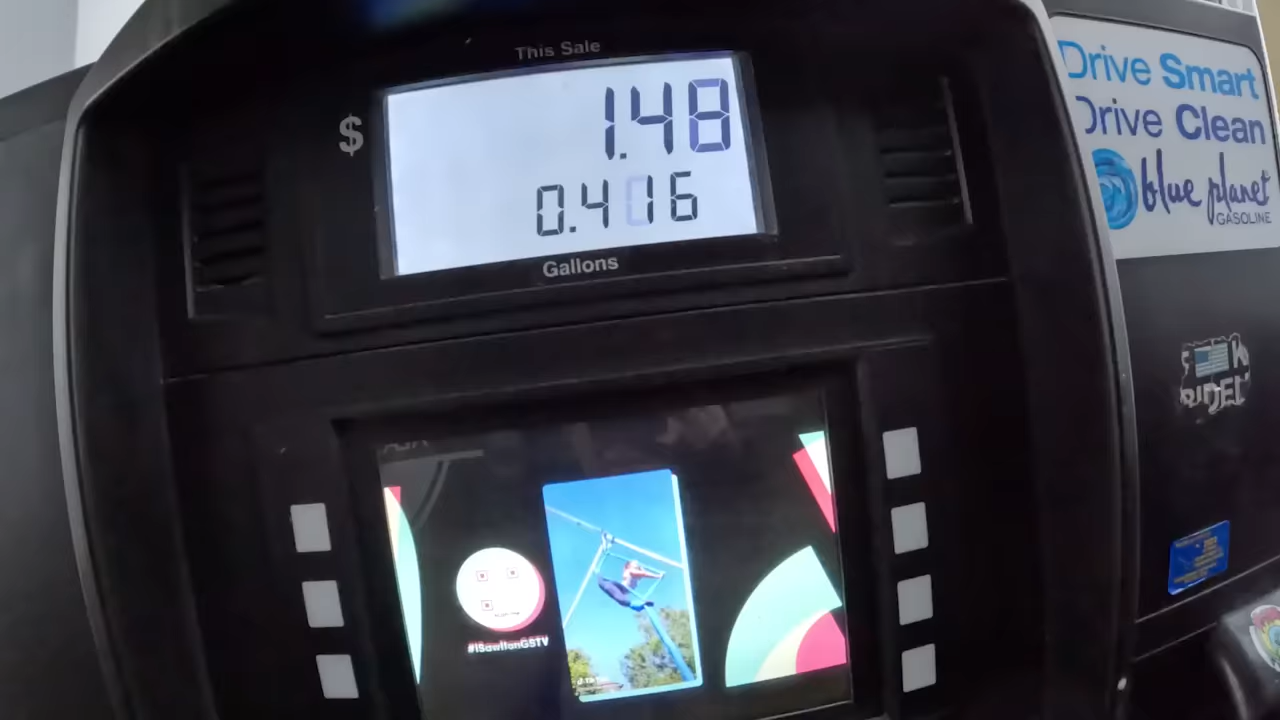 This Sale
$
1.48
0.416
Gallons
Drive Smart
Drive Clean
blue planet
GASOLINE
#ISawItOnGSTV